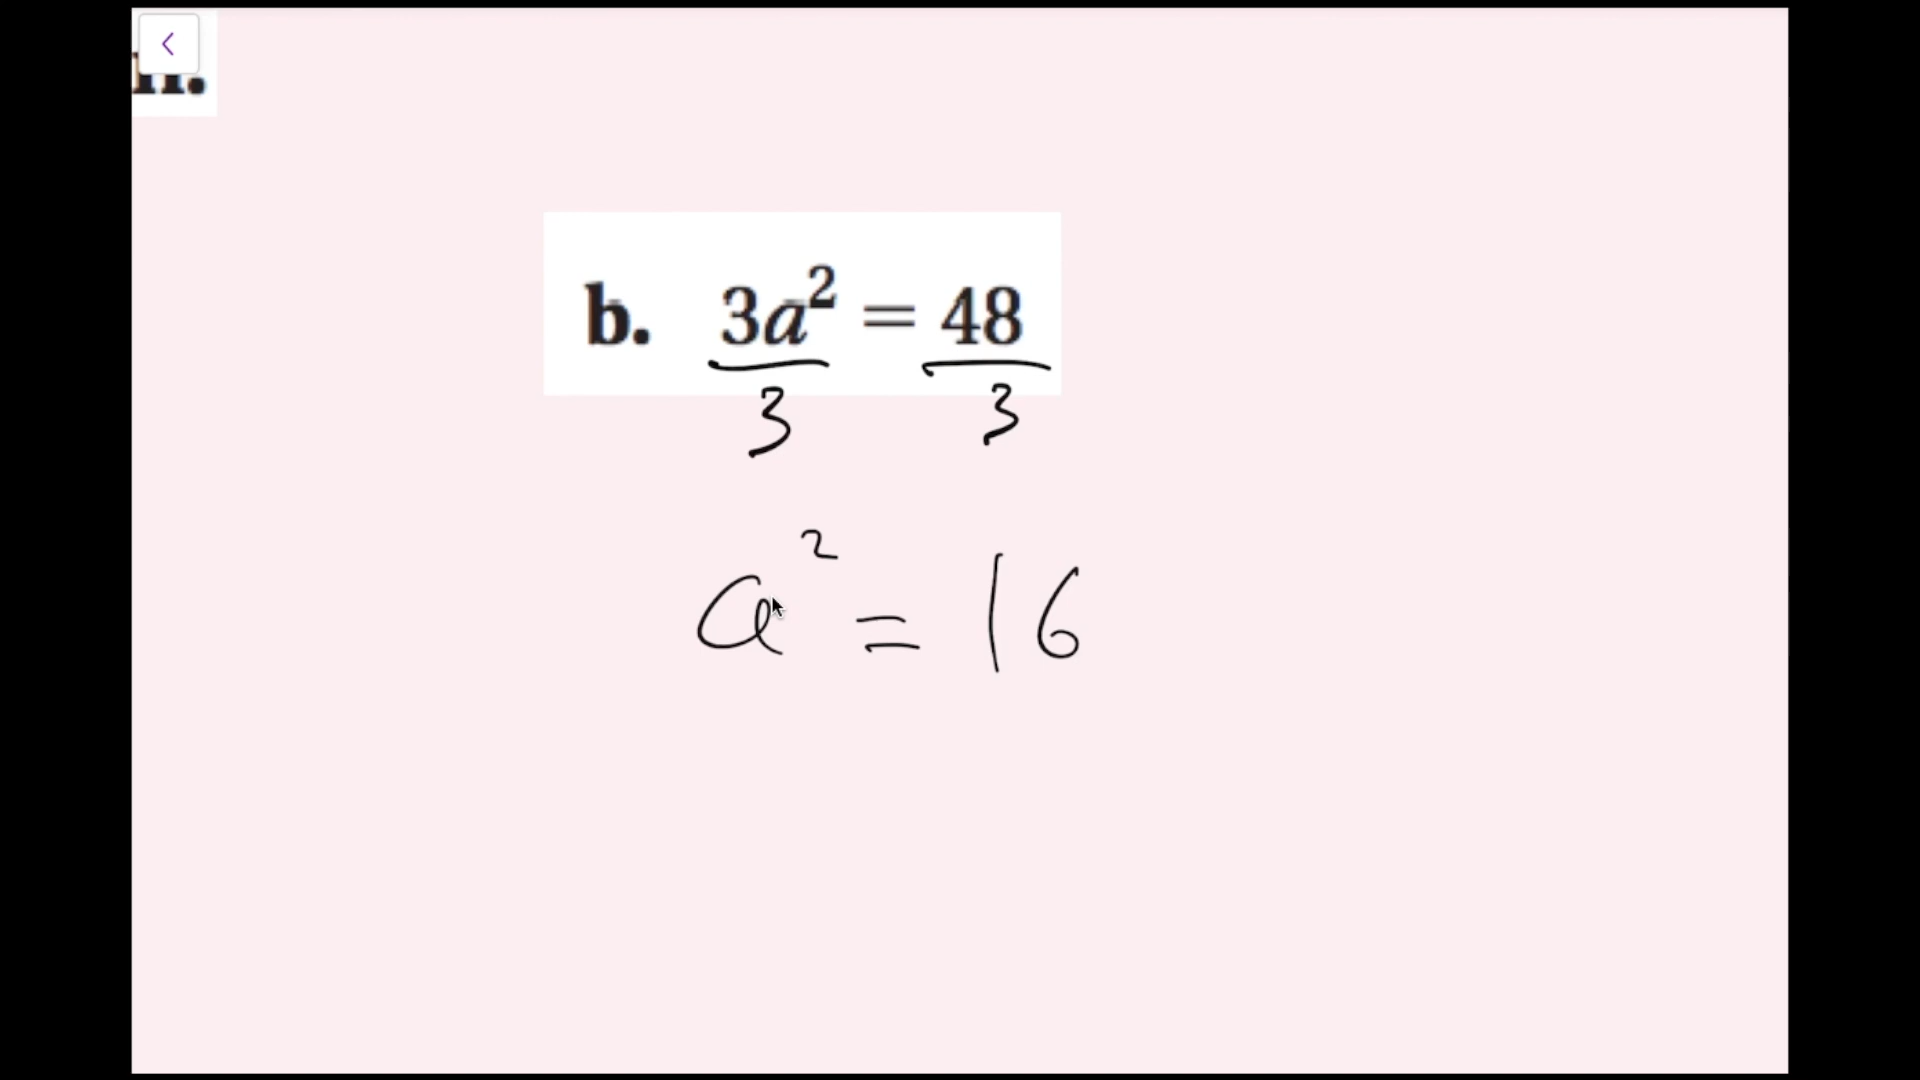 b. 3a² = 48
3 3
a² = 16